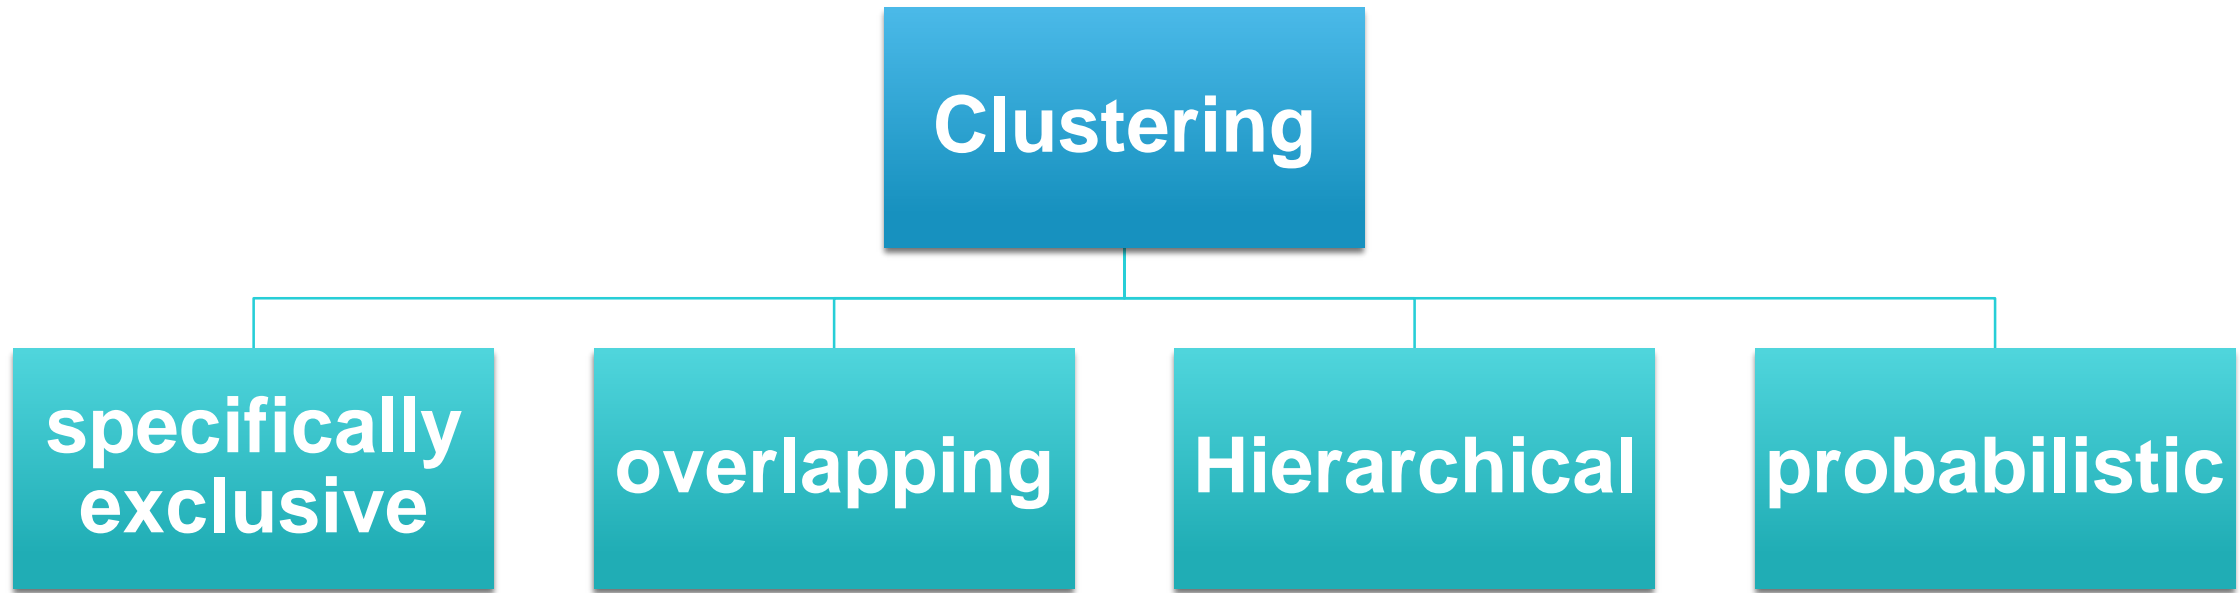 Clustering
specifically
exclusive
overlapping
Hierarchical
probabilistic